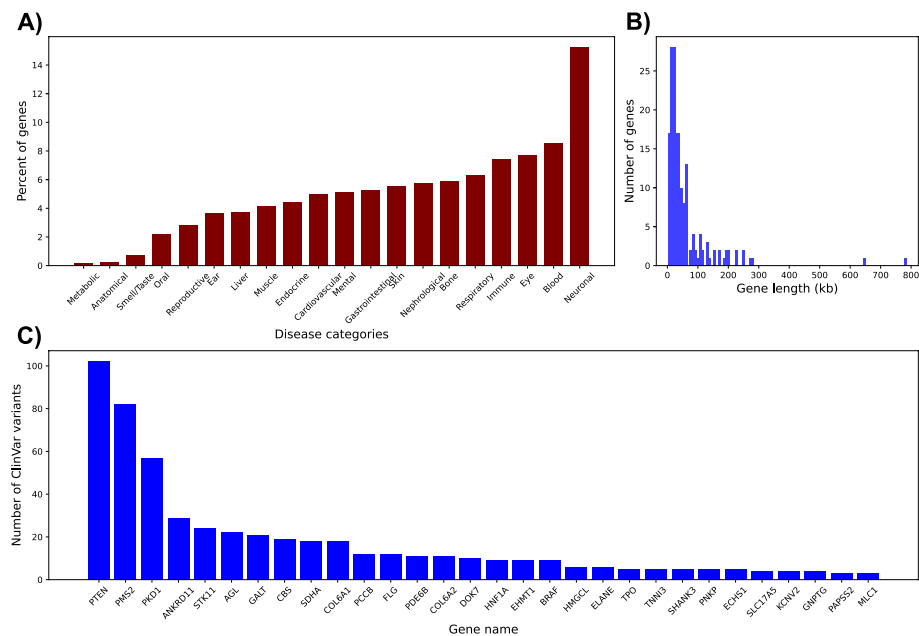 A)
Percent of genes
14
12
10
8
6
4
2
0
Metabolic Anatomical Smell/Taste Oral Reproductive Ear Liver Muscle Endocrine Cardiovascular Mental Gastrointestinal Skin Nephrological Bone Respiratory Immune Eye Blood Neuronal
Disease categories
B)
Number of genes
25
20
15
10
5
0
0 100 200 300 400 500 600 700 800
Gene length (kb)
C)
Number of ClinVar variants
100
80
60
40
20
0
PTEN PMS2 PKD1 ANKRD11 STK11 AGL GALT CBS SDHA COL6A1 PCCB FLG PDE6B COL6A2 DOK7 HNF1A EHMT1 BRAF HMGCL ELANE TPO TNNI3 SHANK3 PNKP ECHS1 SLC17A5 KCNV2 GNPTG PAPSS2 MLC1
Gene name